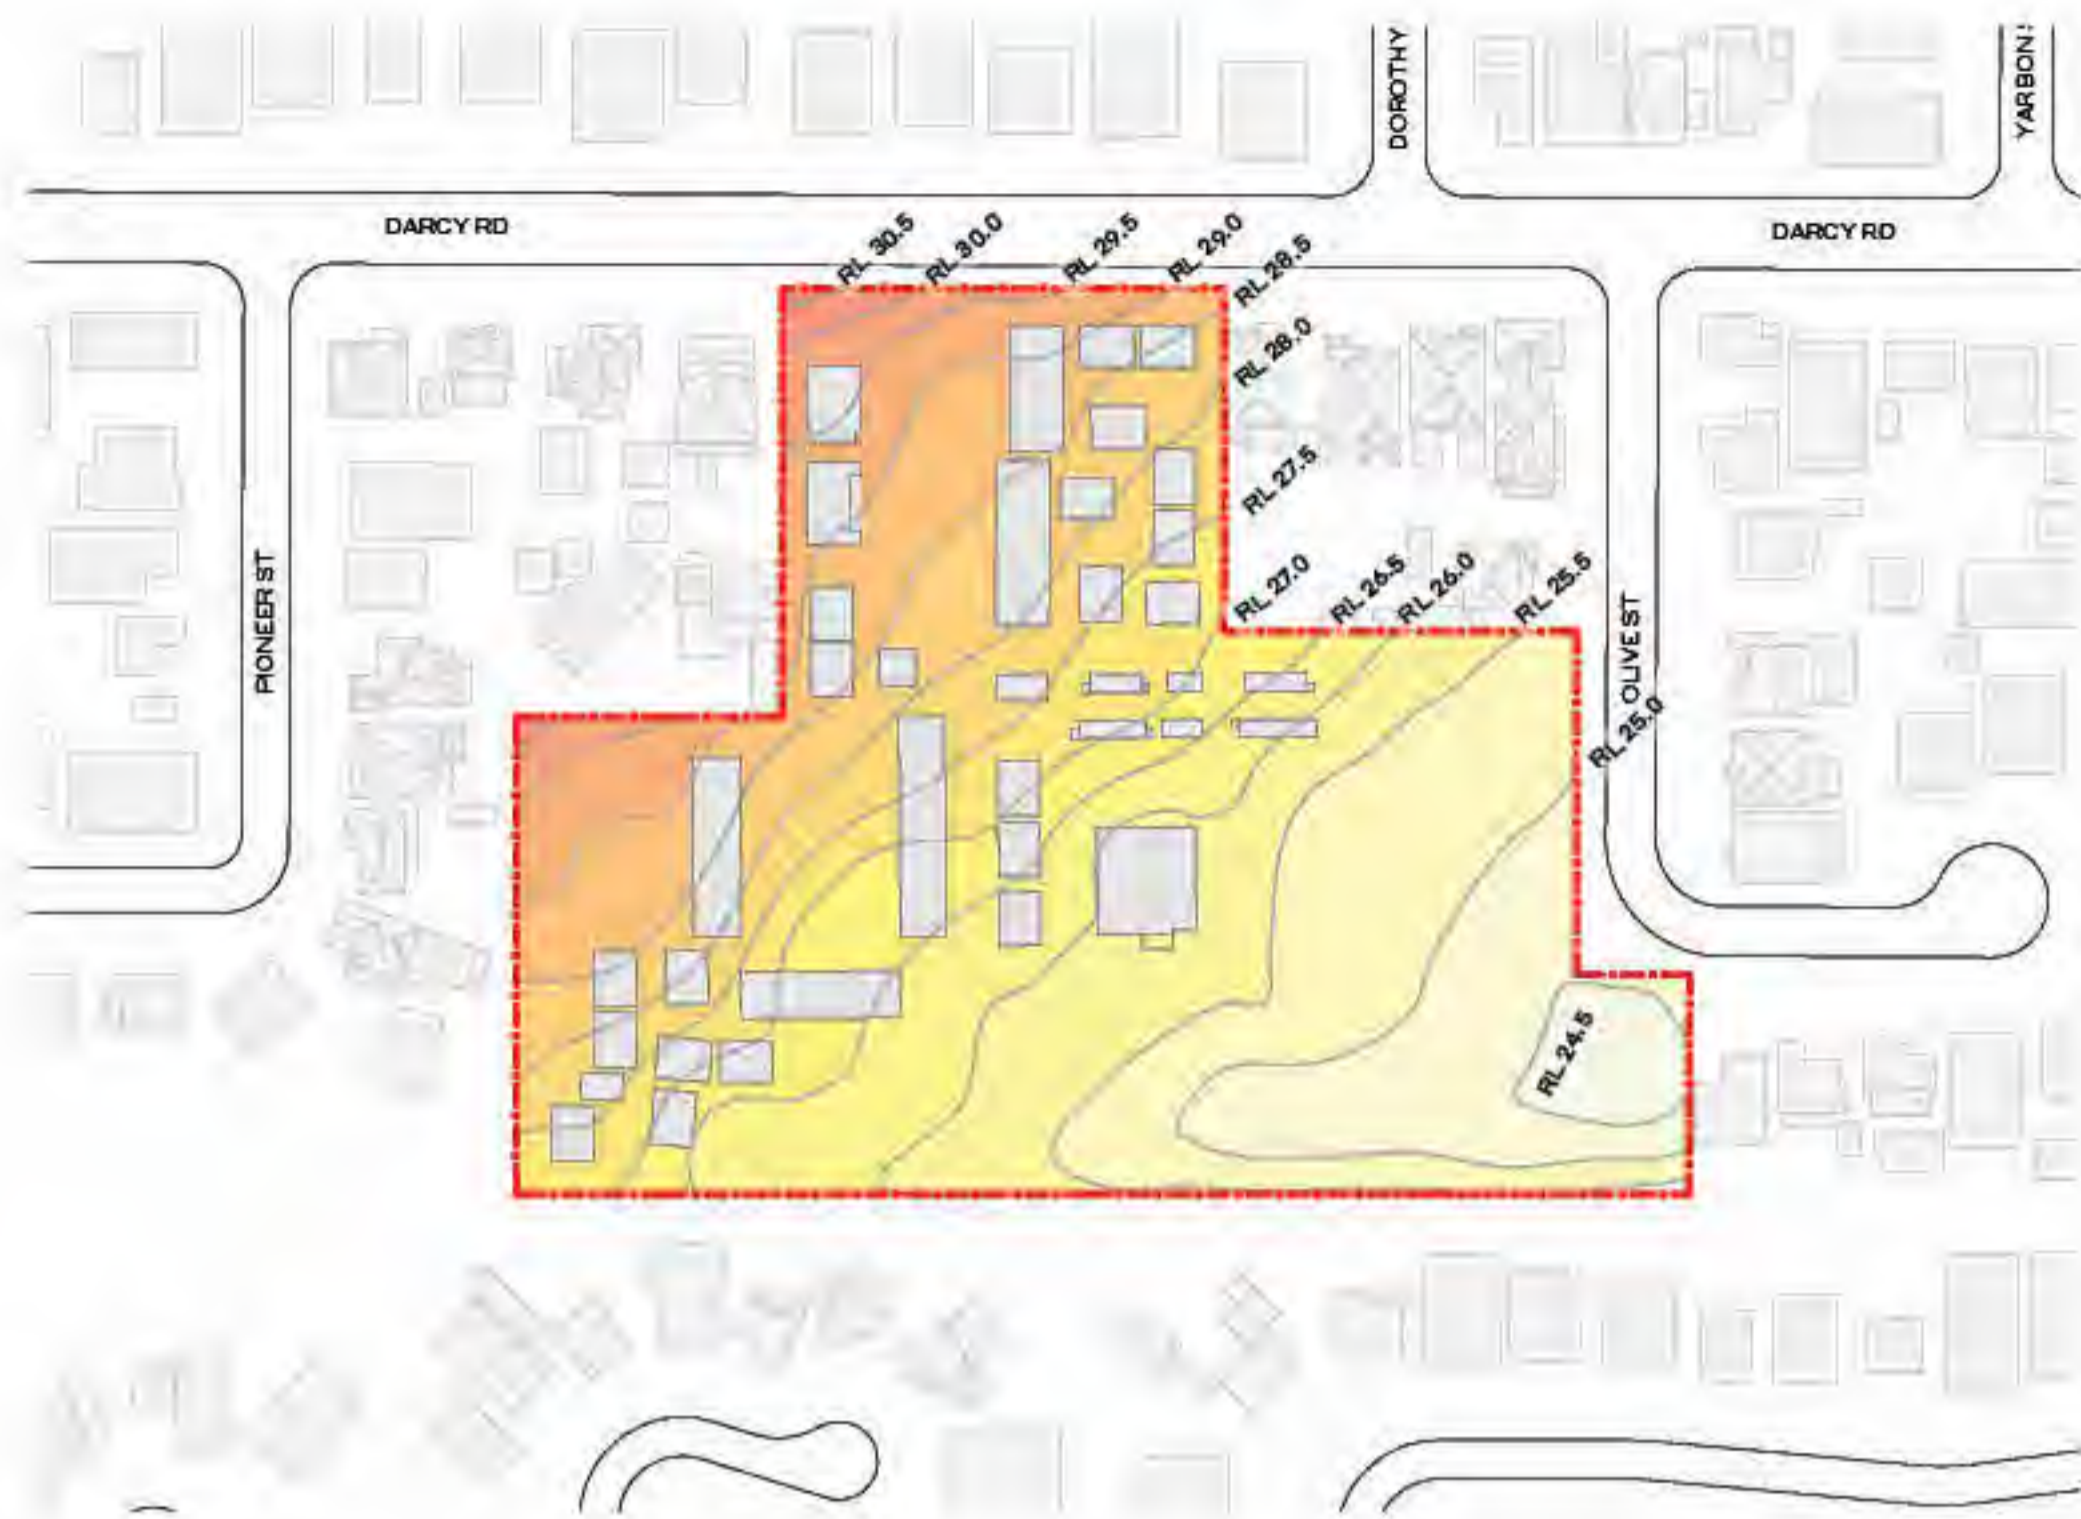 DOROTHY
YARBON
DARCY RD
DARCY RD
RL 30.5
RL 30.0
RL 29.5
RL 29.0
RL 28.5
RL 28.0
RL 27.5
RL 27.0
RL 26.5
RL 26.0
RL 25.5
PIONEER ST
OLIVE ST
RL 25.0
RL 24.5